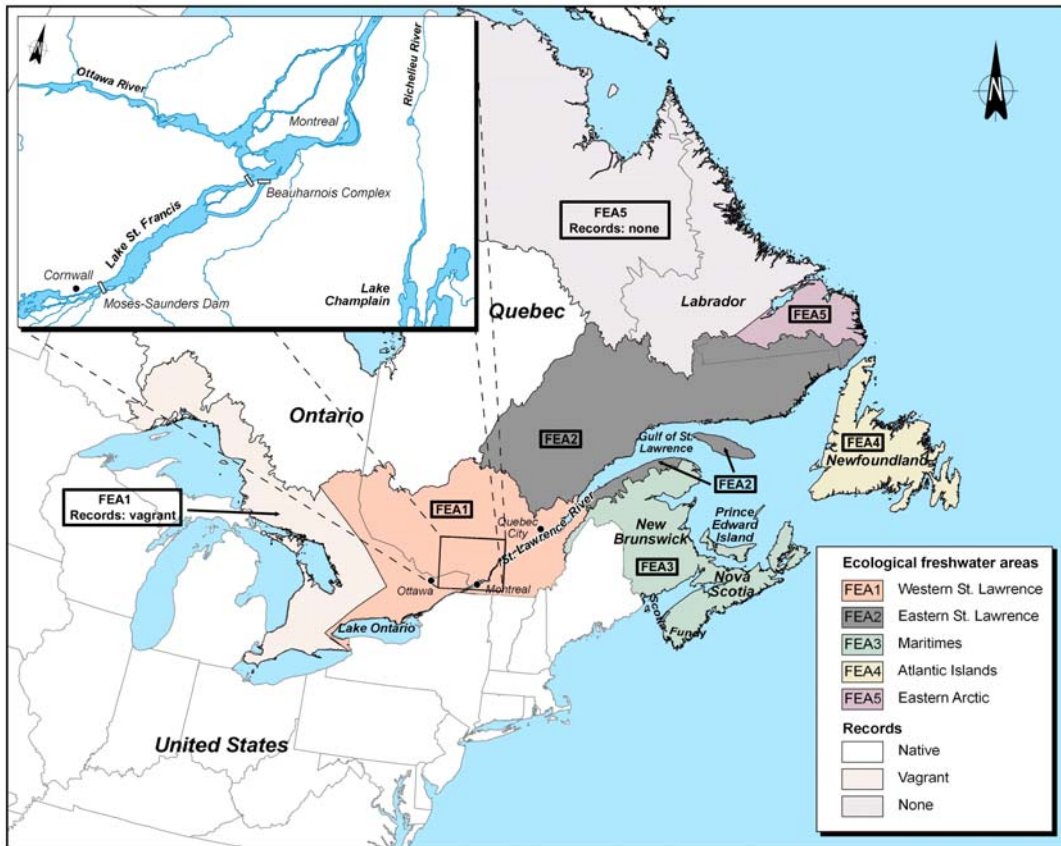 N
Ottawa River
Richelieu River
Montreal
Beauharnois Complex
Lake St. Francis
Cornwall
Moses-Saunders Dam
Lake
Champlain
N
FEA5
Records: none
Labrador
Quebec
FEA5
Ontario
FEA2
Gulf of St.
Lawrence
FEA4
Newfoundland
FEA1
Records: vagrant
FEA1
FEA2
Quebec
City
St-Lawrence River
New
Brunswick
Prince
Edward
Island
FEA3
Nova
Scotia
Ottawa
Montreal
Lake Ontario
Scotia
Fundy
United States
Ecological freshwater areas
FEA1 Western St. Lawrence
FEA2 Eastern St. Lawrence
FEA3 Maritimes
FEA4 Atlantic Islands
FEA5 Eastern Arctic
Records
Native
Vagrant
None